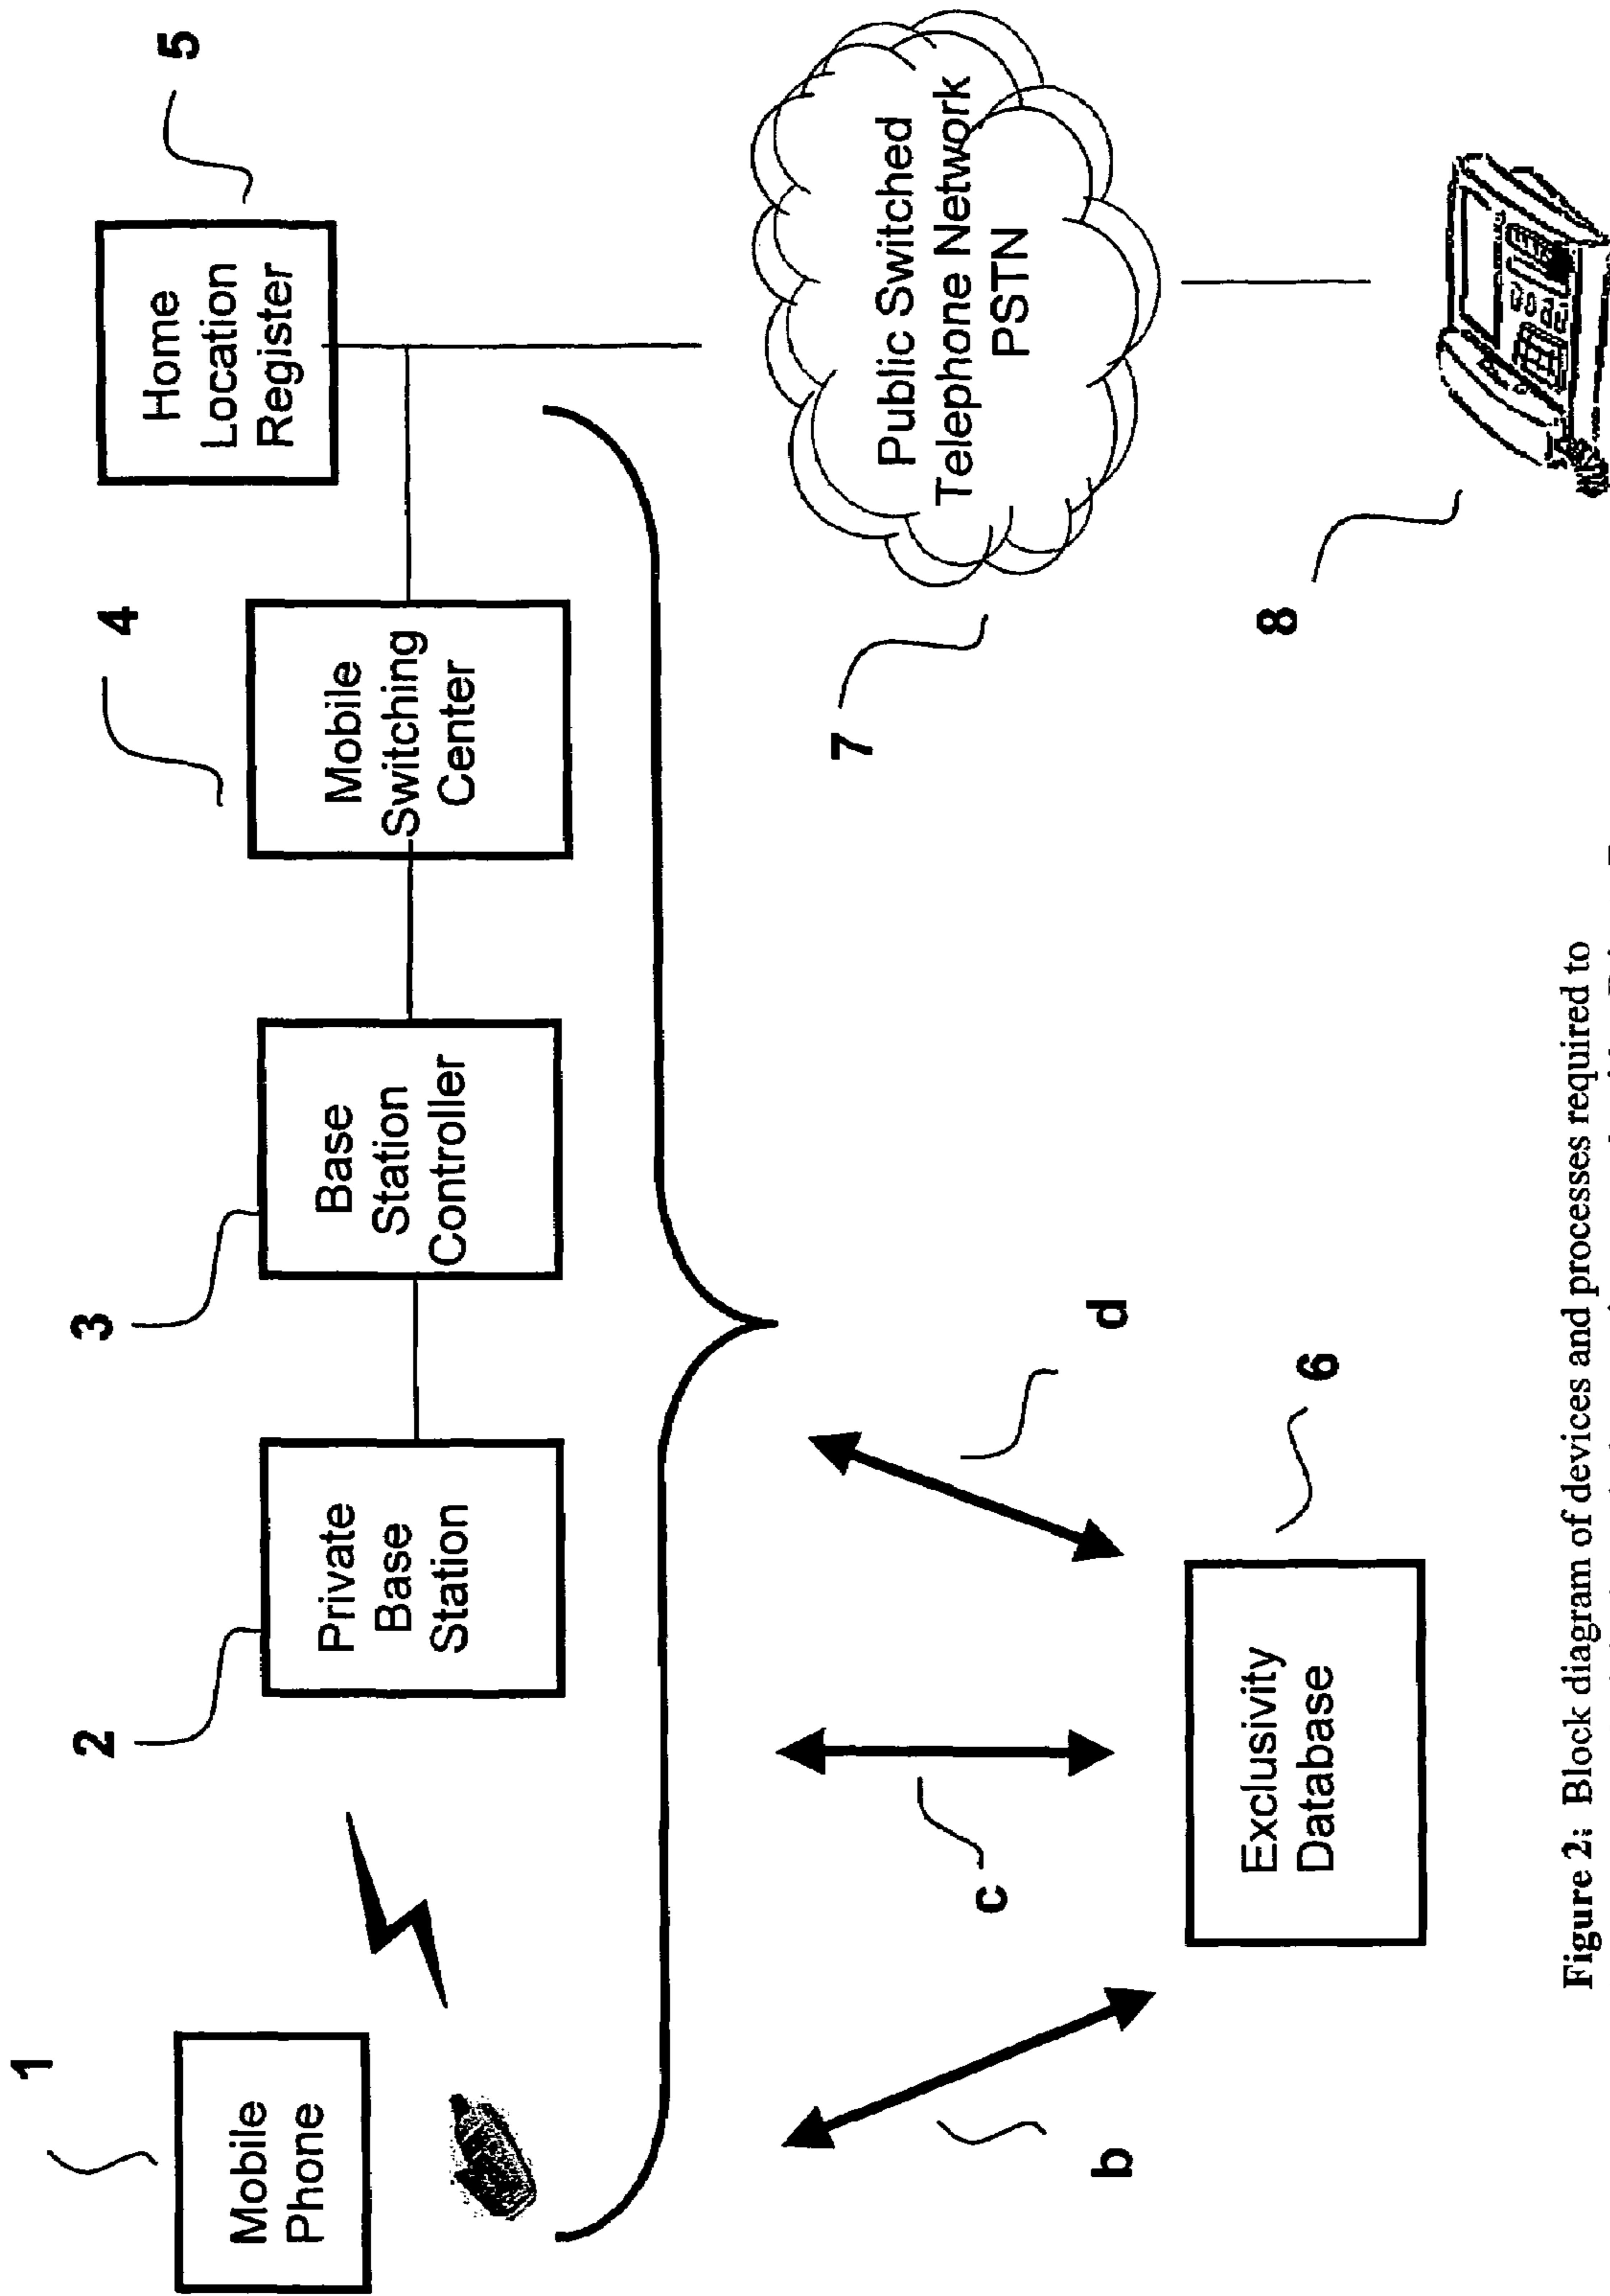 1
Mobile
Phone
2
Private
Base
Station
3
Base
Station
Controller
4
Mobile
Switching
Center
5
Home
Location
Register
b
c
d
6
Exclusivity
Database
7
Public Switched
Telephone Network
PSTN
8
Figure 2: Block diagram of devices and processes required to